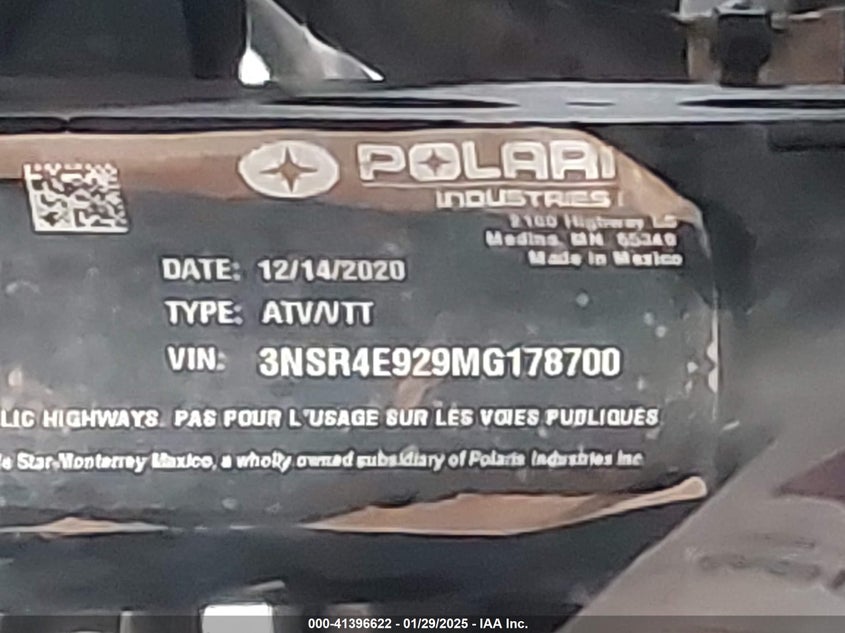 POLARI
INDUSTRIES
2100 Highway 55
Medina, MN 55340
Made in Mexico
DATE: 12/14/2020
TYPE: ATV/VTT
VIN: 3NSR4E929MG178700
LIC HIGHWAYS. PAS POUR L'USAGE SUR LES VOIES PUBLIQUES
Star-Monterrey Mexico, a wholly owned subsidiary of Polaris Industries Inc
000-41396622 - 01/29/2025 - IAA Inc.